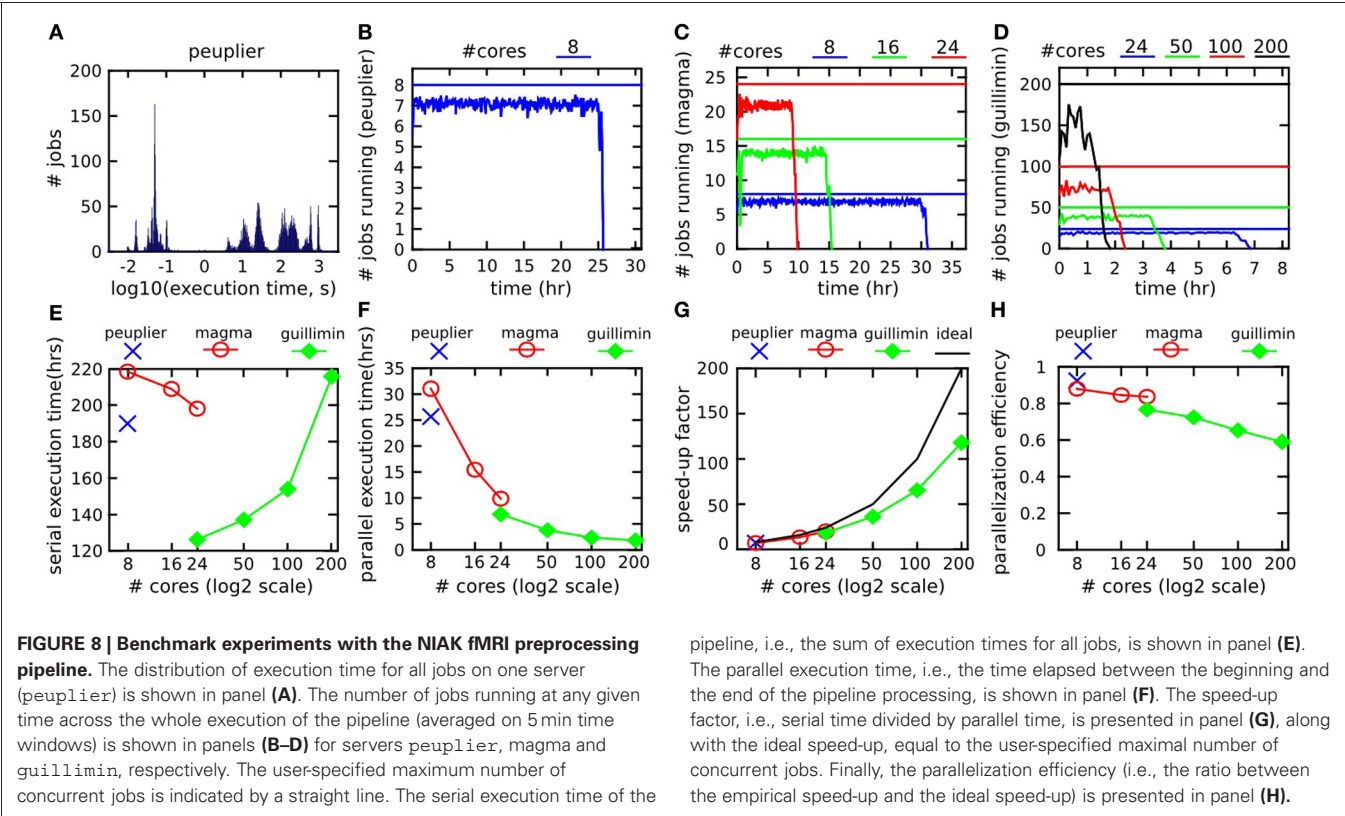 A
peuplier
# jobs
200
150
100
50
0
-2 -1 0 1 2 3
log10(execution time, s)
B
#cores 8
# jobs running (peuplier)
8
7
6
5
4
3
2
1
0
0 5 10 15 20 25 30
time (hr)
C
#cores 8 16 24
# jobs running (magma)
25
20
15
10
5
0
0 5 10 15 20 25 30 35
time (hr)
D
#cores 24 50 100 200
# jobs running (guillimin)
200
150
100
50
0
0 1 2 3 4 5 6 7 8
time (hr)
E
peuplier magma guillimin
serial execution time(hrs)
220
200
180
160
140
120
8 16 24 50 100 200
# cores (log2 scale)
F
peuplier magma guillimin
parallel execution time(hrs)
35
30
25
20
15
10
5
0
8 16 24 50 100 200
# cores (log2 scale)
G
peuplier magma guillimin ideal
speed-up factor
200
150
100
50
0
8 16 24 50 100 200
# cores (log2 scale)
H
peuplier magma guillimin
parallelization efficiency
1
0.8
0.6
0.4
0.2
0
8 16 24 50 100 200
# cores (log2 scale)
FIGURE 8 | Benchmark experiments with the NIAK fMRI preprocessing
pipeline. The distribution of execution time for all jobs on one server
(peuplier) is shown in panel (A). The number of jobs running at any given
time across the whole execution of the pipeline (averaged on 5 min time
windows) is shown in panels (B–D) for servers peuplier, magma and
guillimin, respectively. The user-specified maximum number of
concurrent jobs is indicated by a straight line. The serial execution time of the
pipeline, i.e., the sum of execution times for all jobs, is shown in panel (E).
The parallel execution time, i.e., the time elapsed between the beginning and
the end of the pipeline processing, is shown in panel (F). The speed-up
factor, i.e., serial time divided by parallel time, is presented in panel (G), along
with the ideal speed-up, equal to the user-specified maximal number of
concurrent jobs. Finally, the parallelization efficiency (i.e., the ratio between
the empirical speed-up and the ideal speed-up) is presented in panel (H).